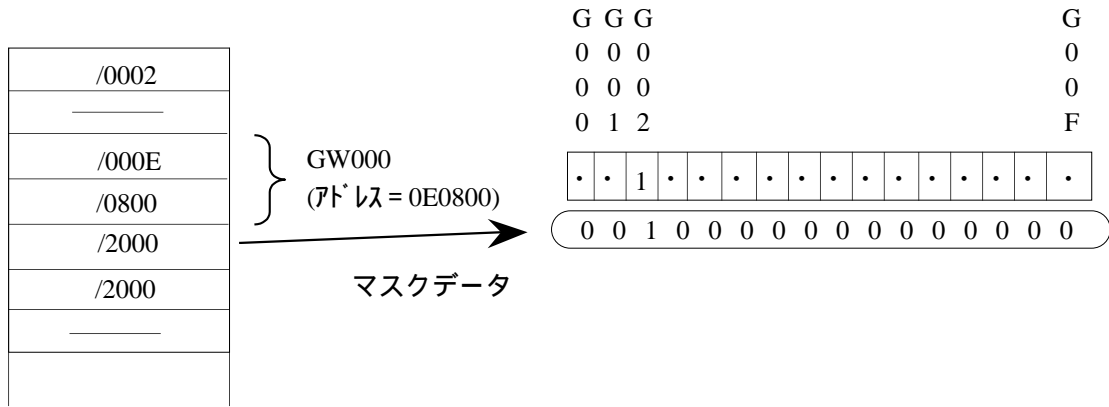 /0002
/000E
/0800
/2000
/2000
GW000
(アドレス = 0E0800)
マスクデータ
G G G G
0 0 0 0
0 0 0 0
0 1 2 F
・ ・ 1 ・ ・ ・ ・ ・ ・ ・ ・ ・ ・ ・ ・ ・
0 0 1 0 0 0 0 0 0 0 0 0 0 0 0 0